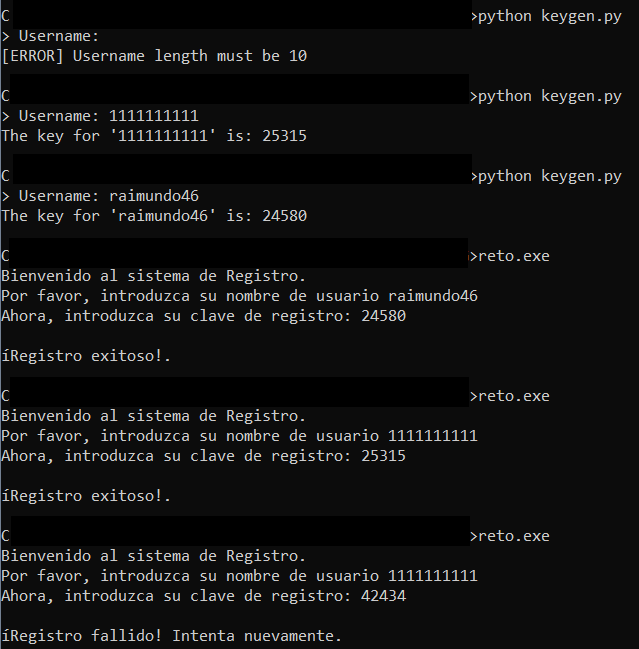 C >python keygen.py
> Username:
[ERROR] Username length must be 10
C >python keygen.py
> Username: 1111111111
The key for '1111111111' is: 25315
C >python keygen.py
> Username: raimundo46
The key for 'raimundo46' is: 24580
C >reto.exe
Bienvenido al sistema de Registro.
Por favor, introduzca su nombre de usuario raimundo46
Ahora, introduzca su clave de registro: 24580
íRegistro exitoso!.
C >reto.exe
Bienvenido al sistema de Registro.
Por favor, introduzca su nombre de usuario 1111111111
Ahora, introduzca su clave de registro: 25315
íRegistro exitoso!.
C >reto.exe
Bienvenido al sistema de Registro.
Por favor, introduzca su nombre de usuario 1111111111
Ahora, introduzca su clave de registro: 42434
íRegistro fallido! Intenta nuevamente.